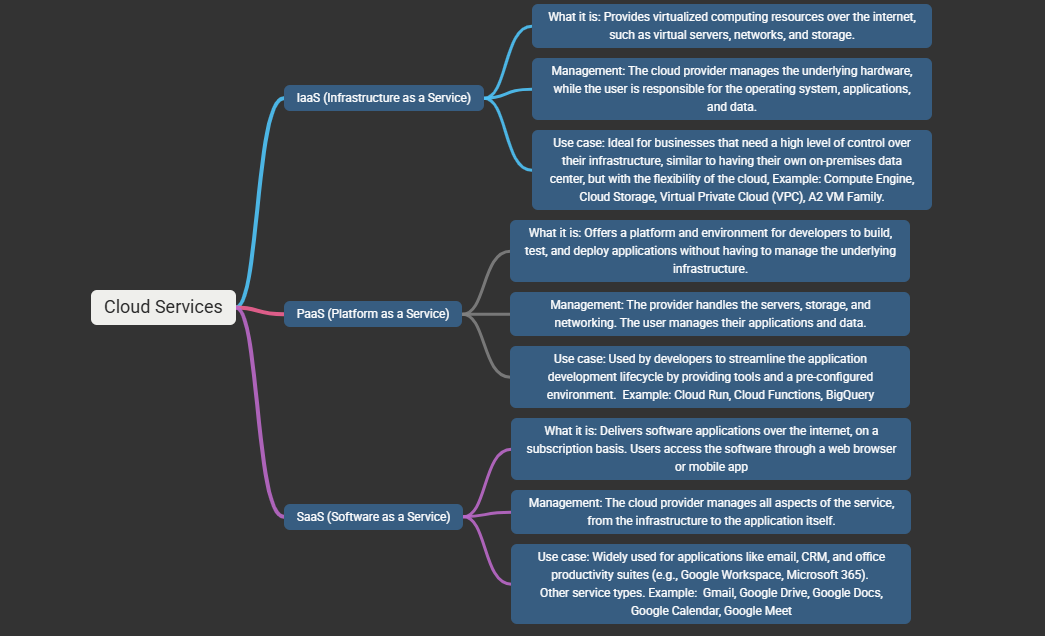 Cloud Services
IaaS (Infrastructure as a Service)
What it is: Provides virtualized computing resources over the internet,
such as virtual servers, networks, and storage.
Management: The cloud provider manages the underlying hardware,
while the user is responsible for the operating system, applications,
and data.
Use case: Ideal for businesses that need a high level of control over
their infrastructure, similar to having their own on-premises data
center, but with the flexibility of the cloud, Example: Compute Engine,
Cloud Storage, Virtual Private Cloud (VPC), A2 VM Family.
PaaS (Platform as a Service)
What it is: Offers a platform and environment for developers to build,
test, and deploy applications without having to manage the underlying
infrastructure.
Management: The provider handles the servers, storage, and
networking. The user manages their applications and data.
Use case: Used by developers to streamline the application
development lifecycle by providing tools and a pre-configured
environment.  Example: Cloud Run, Cloud Functions, BigQuery
SaaS (Software as a Service)
What it is: Delivers software applications over the internet, on a
subscription basis. Users access the software through a web browser
or mobile app
Management: The cloud provider manages all aspects of the service,
from the infrastructure to the application itself.
Use case: Widely used for applications like email, CRM, and office
productivity suites (e.g., Google Workspace, Microsoft 365).
Other service types. Example:  Gmail, Google Drive, Google Docs,
Google Calendar, Google Meet